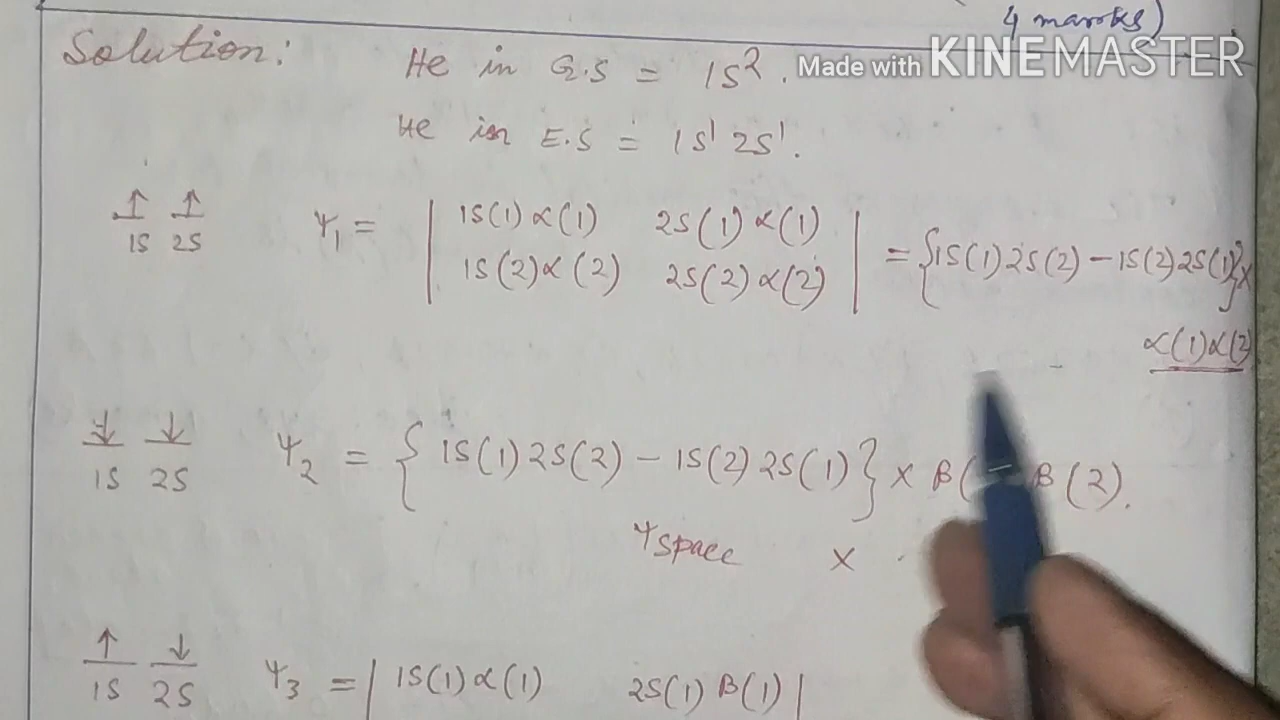 4 marks)
Made with KINEMASTER
Solution:
He in G.S = 1S².
He in E.S = 1S¹ 2S¹.
↑ ↑
1S 2S
Ψ₁ = | 1S(1)∝(1) 2S(1)∝(1) | = {1S(1)2S(2) – 1S(2)2S(1)}×
| 1S(2)∝(2) 2S(2)∝(2) |
∝(1)∝(2)
↓ ↓
1S 2S
Ψ₂ = { 1S(1)2S(2) – 1S(2)2S(1)} × β( β(2).
Ψspace ×
↑ ↓
1S 2S
Ψ₃ = | 1S(1)∝(1) 2S(1)β(1) |